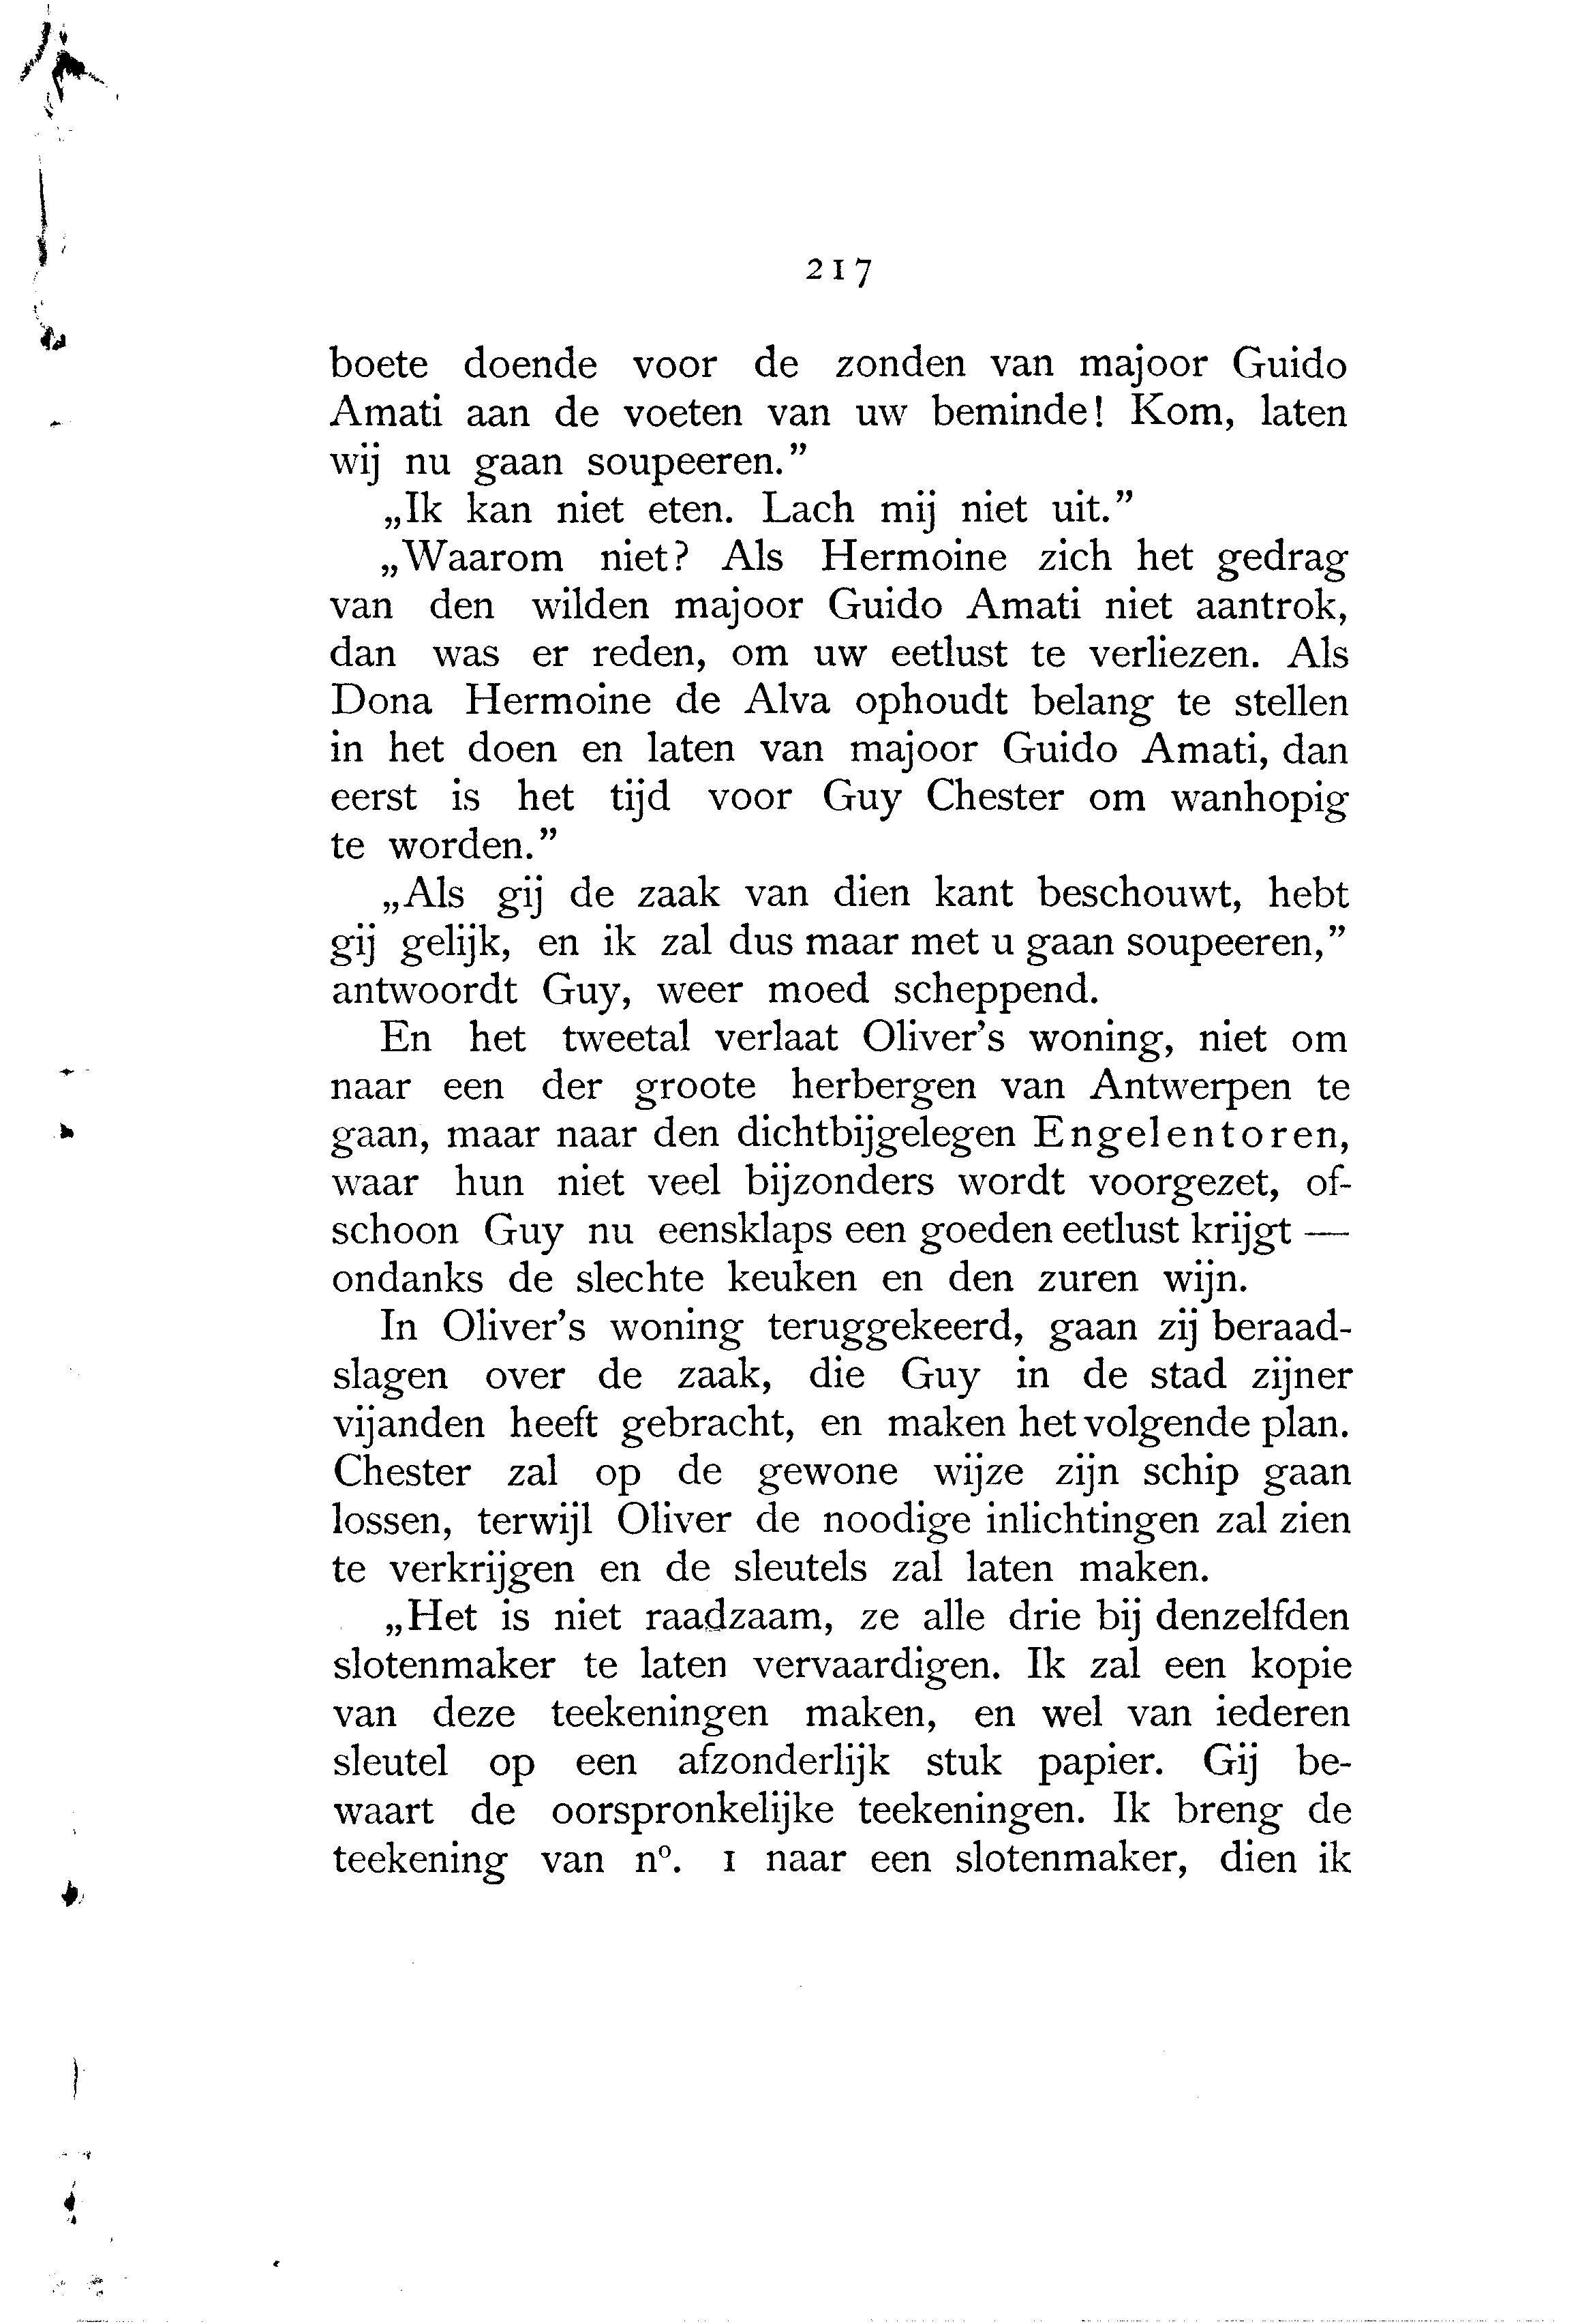 217
boete doende voor de zonden van majoor Guido
Amati aan de voeten van uw beminde! Kom, laten
wij nu gaan soupeeren.”
„Ik kan niet eten. Lach mij niet uit.”
„Waarom niet? Als Hermoine zich het gedrag
van den wilden majoor Guido Amati niet aantrok,
dan was er reden, om uw eetlust te verliezen. Als
Dona Hermoine de Alva ophoudt belang te stellen
in het doen en laten van majoor Guido Amati, dan
eerst is het tijd voor Guy Chester om wanhopig
te worden.”
„Als gij de zaak van dien kant beschouwt, hebt
gij gelijk, en ik zal dus maar met u gaan soupeeren,”
antwoordt Guy, weer moed scheppend.
En het tweetal verlaat Oliver’s woning, niet om
naar een der groote herbergen van Antwerpen te
gaan, maar naar den dichtbijgelegen Engelentoren,
waar hun niet veel bijzonders wordt voorgezet, of-
schoon Guy nu eensklaps een goeden eetlust krijgt —
ondanks de slechte keuken en den zuren wijn.
In Oliver’s woning teruggekeerd, gaan zij beraad-
slagen over de zaak, die Guy in de stad zijner
vijanden heeft gebracht, en maken het volgende plan.
Chester zal op de gewone wijze zijn schip gaan
lossen, terwijl Oliver de noodige inlichtingen zal zien
te verkrijgen en de sleutels zal laten maken.
„Het is niet raadzaam, ze alle drie bij denzelfden
slotenmaker te laten vervaardigen. Ik zal een kopie
van deze teekeningen maken, en wel van iederen
sleutel op een afzonderlijk stuk papier. Gij be-
waart de oorspronkelijke teekeningen. Ik breng de
teekening van nº. 1 naar een slotenmaker, dien ik